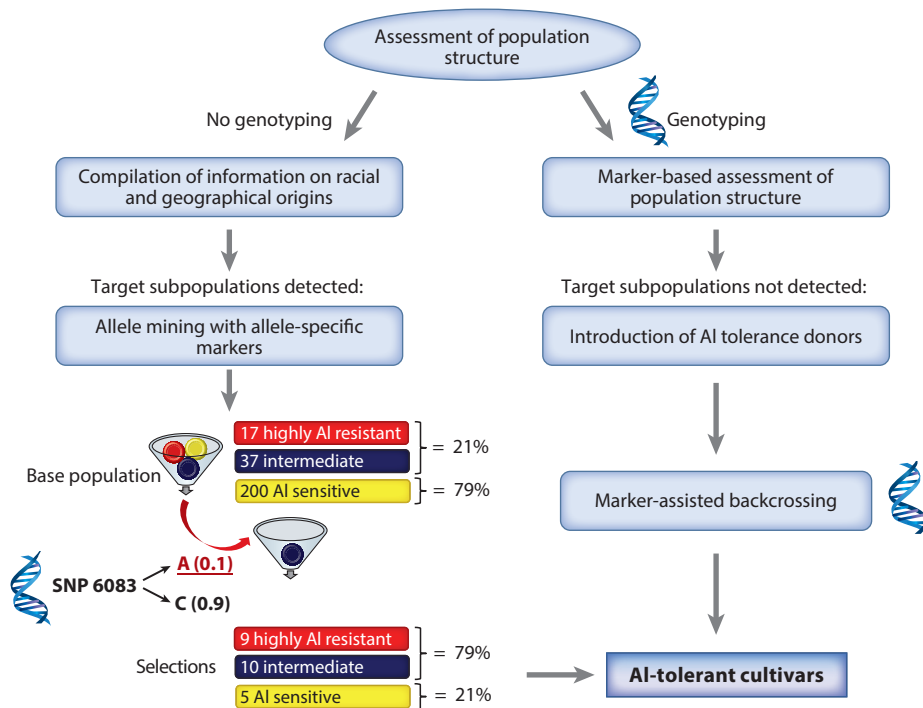 Assessment of population
structure
No genotyping
Genotyping
Compilation of information on racial
and geographical origins
Marker-based assessment of
population structure
Target subpopulations detected:
Target subpopulations not detected:
Allele mining with allele-specific
markers
Introduction of Al tolerance donors
Base population
17 highly Al resistant
37 intermediate
= 21%
200 Al sensitive
= 79%
Marker-assisted backcrossing
SNP 6083
A (0.1)
C (0.9)
Selections
9 highly Al resistant
10 intermediate
= 79%
5 Al sensitive
= 21%
Al-tolerant cultivars